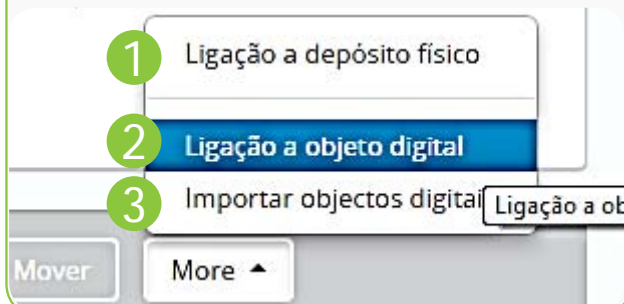 1 Ligação a depósito físico
2 Ligação a objeto digital
3 Importar objectos digitai
Ligação a ob
Mover More